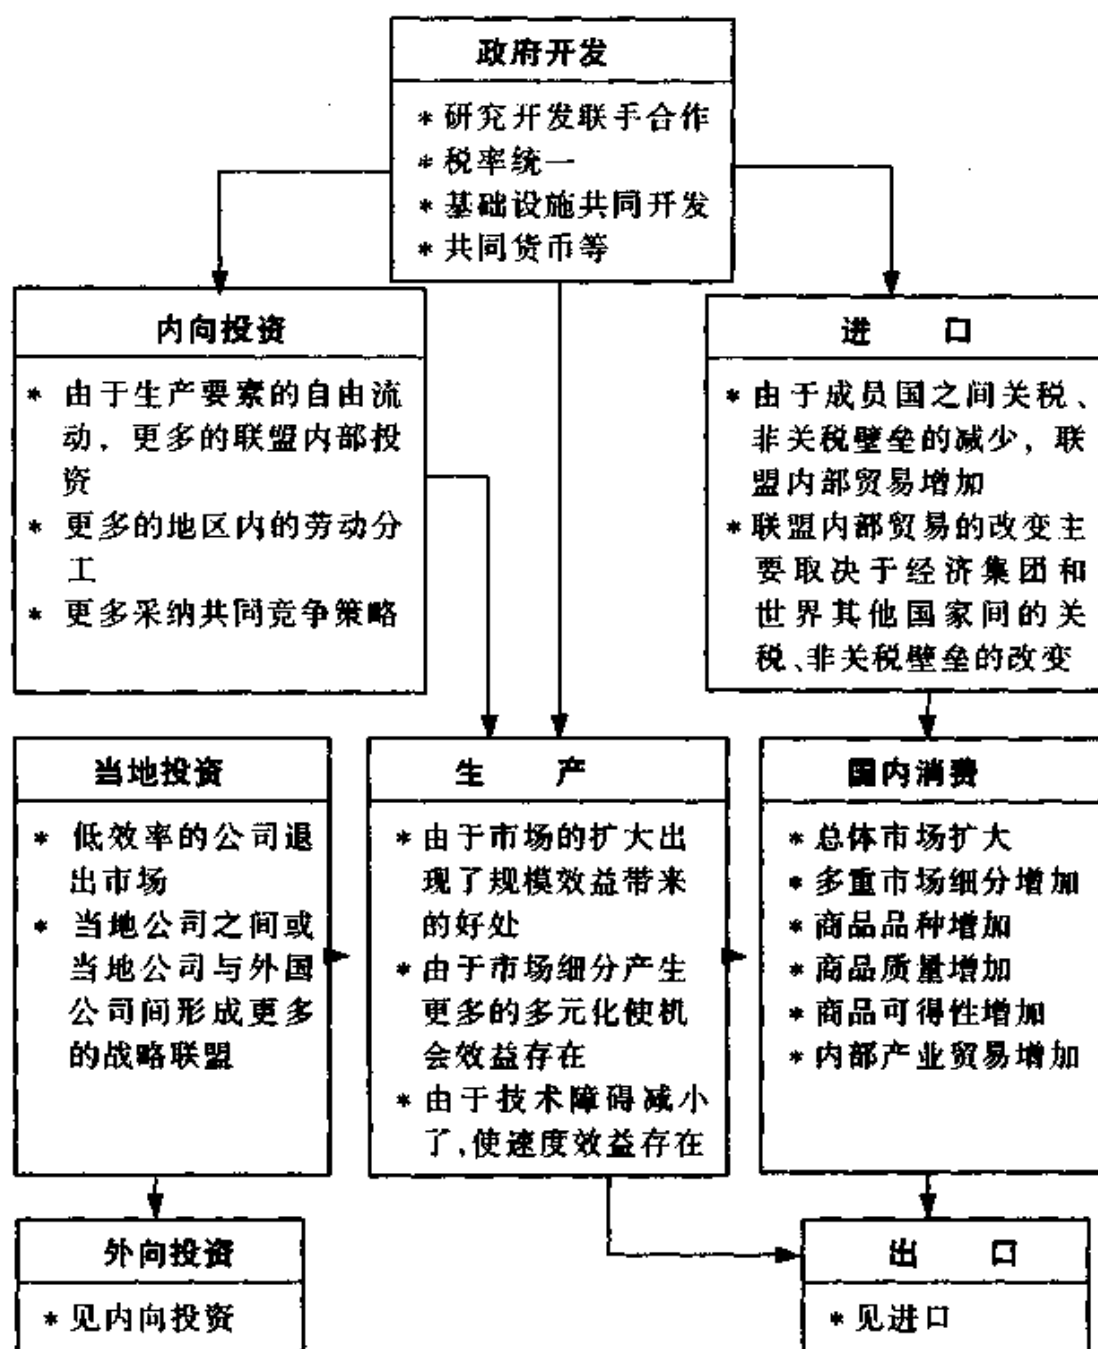 政府开发
* 研究开发联手合作
* 税率统一
* 基础设施共同开发
* 共同货币等
内向投资
* 由于生产要素的自由流
动，更多的联盟内部投
资
* 更多的地区内的劳动分
工
* 更多采纳共同竞争策略
进 口
* 由于成员国之间关税、
非关税壁垒的减少，联
盟内部贸易增加
* 联盟内部贸易的改变主
要取决于经济集团和
世界其他国家间的关
税、非关税壁垒的改变
当地投资
* 低效率的公司退
出市场
* 当地公司之间或
当地公司与外国
公司间形成更多
的战略联盟
生 产
* 由于市场的扩大出
现了规模效益带来
的好处
* 由于市场细分产生
更多的多元化使机
会效益存在
* 由于技术障碍减小
了，使速度效益存在
国内消费
* 总体市场扩大
* 多重市场细分增加
* 商品品种增加
* 商品质量增加
* 商品可得性增加
* 内部产业贸易增加
外向投资
* 见内向投资
出 口
* 见进口